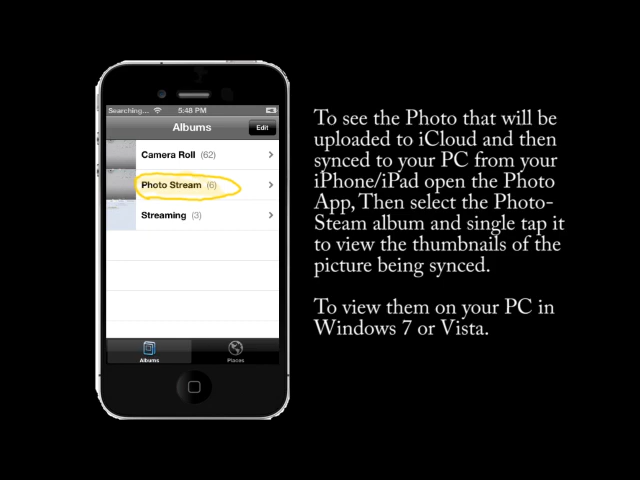 Searching... 5:48 PM
Albums Edit
Camera Roll (62)
Photo Stream (6)
Streaming (3)
Albums Places
To see the Photo that will be
uploaded to iCloud and then
synced to your PC from your
iPhone/iPad open the Photo
App, Then select the Photo-
Steam album and single tap it
to view the thumbnails of the
picture being synced.
To view them on your PC in
Windows 7 or Vista.